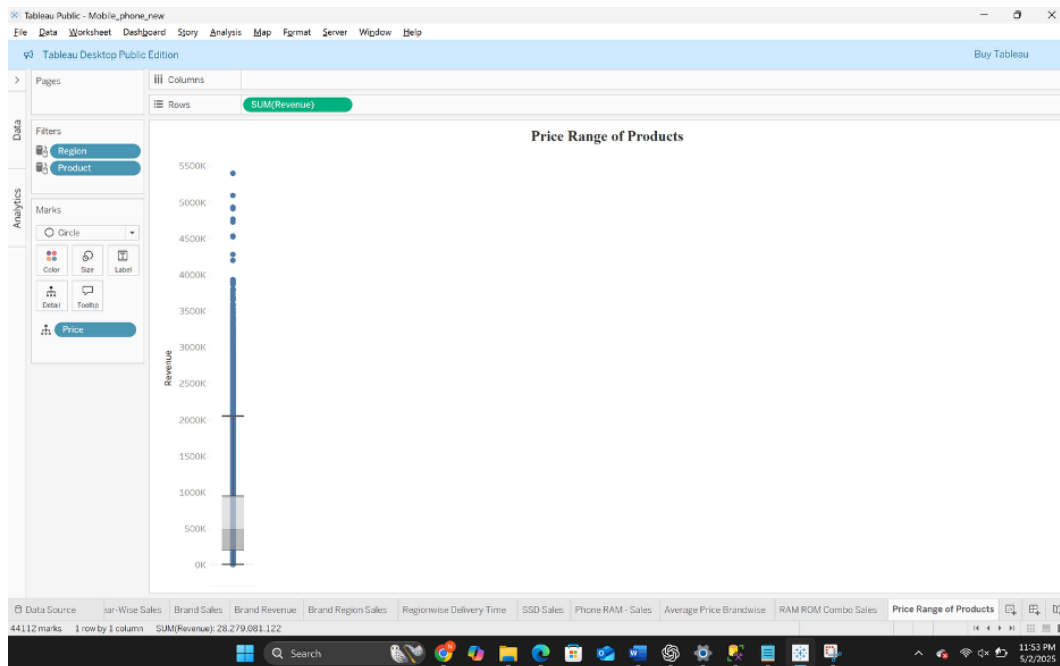 Tableau Public - Mobile_phone_new
File Data Worksheet Dashboard Story Analysis Map Format Server Window Help
Tableau Desktop Public Edition
Buy Tableau
Pages
Columns
Rows
SUM(Revenue)
Data
Analytics
Filters
Region
Product
Marks
Circle
Color Size Label
Detail Tooltip
Price
Price Range of Products
Revenue
5500K
5000K
4500K
4000K
3500K
3000K
2500K
2000K
1500K
1000K
500K
0K
Data Source ear-Wise Sales Brand Sales Brand Revenue Brand Region Sales Regionwise Delivery Time SSD Sales Phone RAM - Sales Average Price Brandwise RAM ROM Combo Sales Price Range of Products
44112 marks 1 row by 1 column SUM(Revenue): 28,279,081,122
Search
11:53 PM
5/2/2025